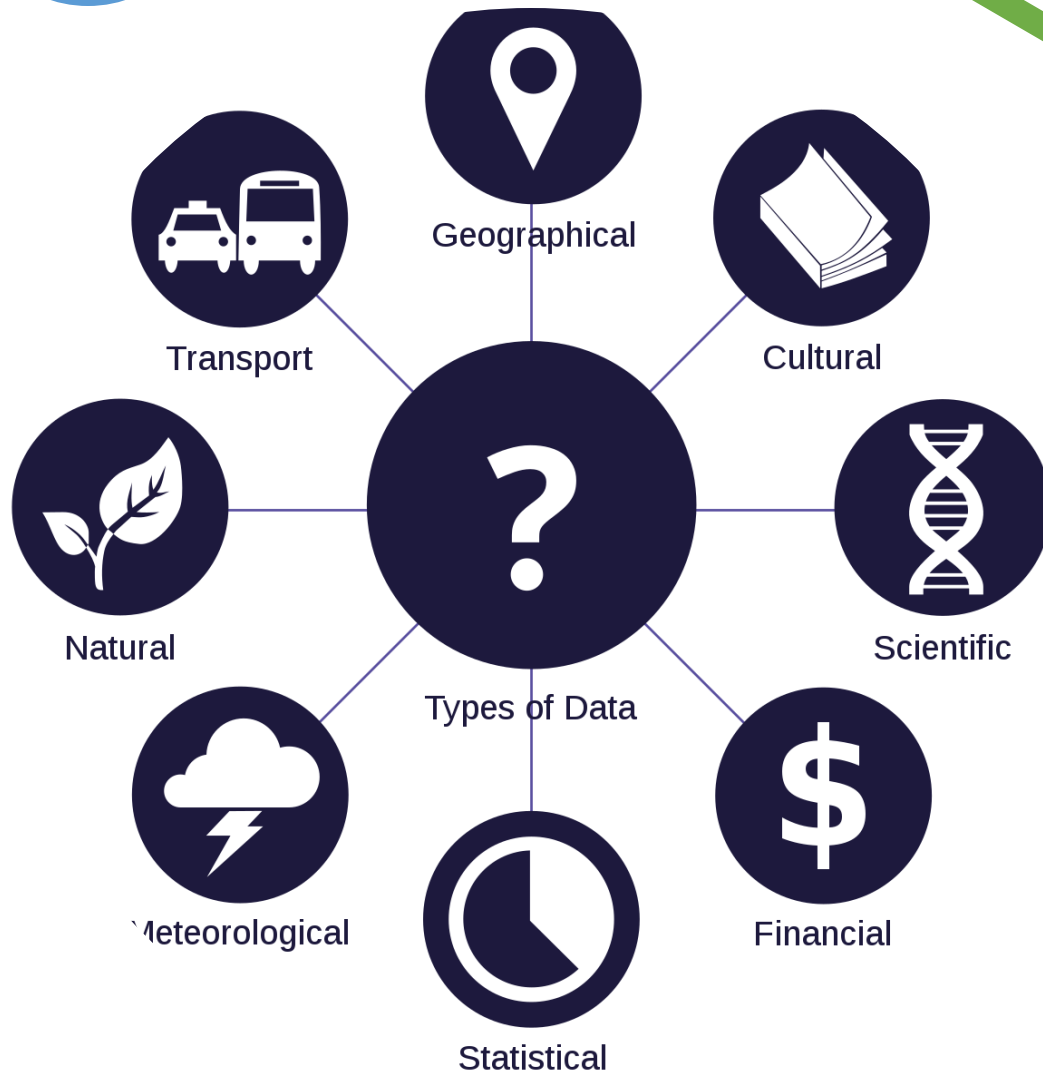 Geographical
Transport
Cultural
Natural
Scientific
?
Types of Data
Meteorological
$
Financial
Statistical